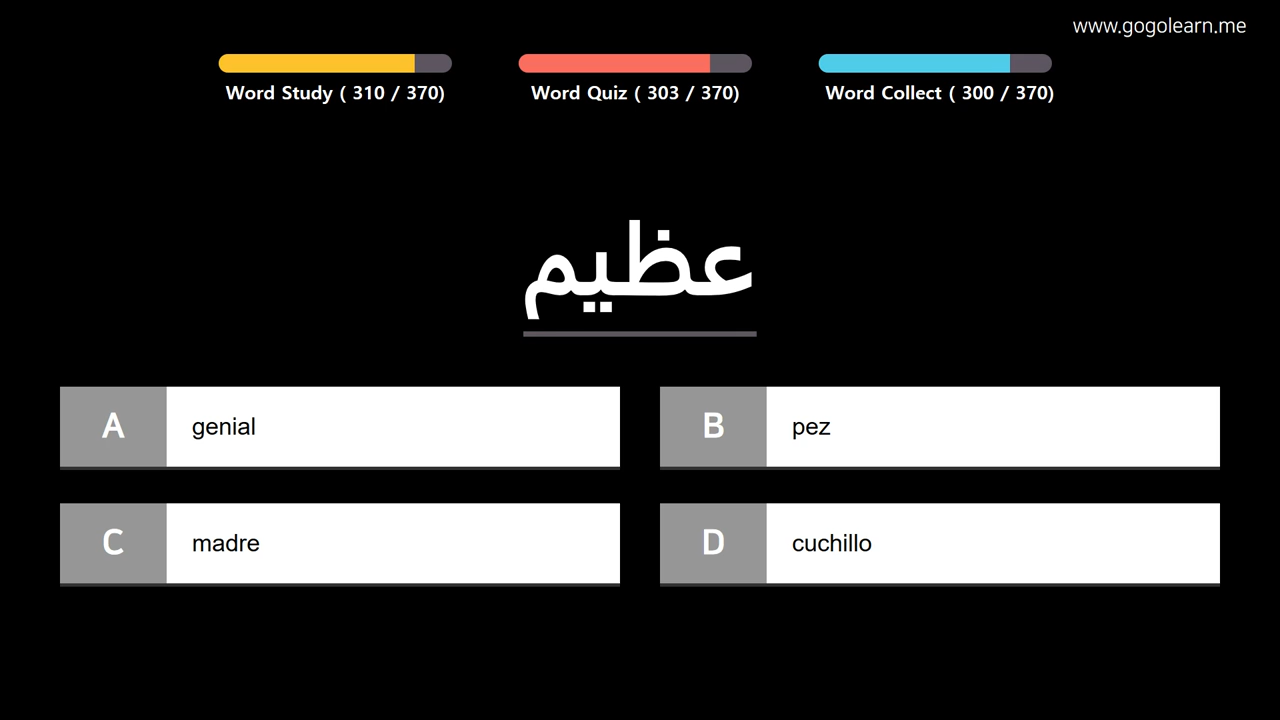 www.gogolearn.me
Word Study ( 310 / 370)
Word Quiz ( 303 / 370)
Word Collect ( 300 / 370)
عظيم
A genial
B pez
C madre
D cuchillo